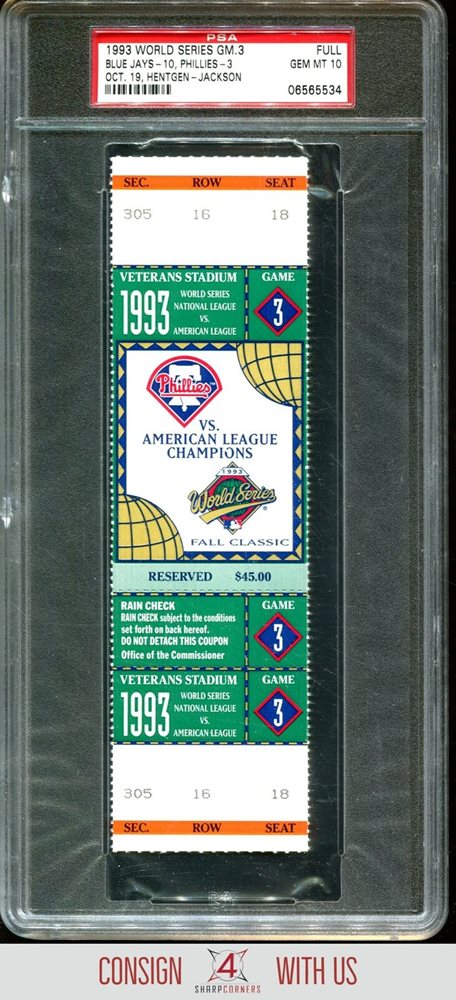 PSA
1993 WORLD SERIES GM.3 FULL
BLUE JAYS-10, PHILLIES-3 GEM MT 10
OCT. 19, HENTGEN-JACKSON
06565534
SEC. ROW SEAT
305 16 18
VETERANS STADIUM GAME
1993 WORLD SERIES
NATIONAL LEAGUE
VS.
AMERICAN LEAGUE
3
Phillies
VS.
AMERICAN LEAGUE
CHAMPIONS
1993
World Series
FALL CLASSIC
RESERVED $45.00
RAIN CHECK GAME
RAIN CHECK subject to the conditions
set forth on back hereof.
DO NOT DETACH THIS COUPON
Office of the Commissioner
3
VETERANS STADIUM GAME
1993 WORLD SERIES
NATIONAL LEAGUE
VS.
AMERICAN LEAGUE
3
305 16 18
SEC. ROW SEAT
CONSIGN 4 WITH US
SHARPCORNERS